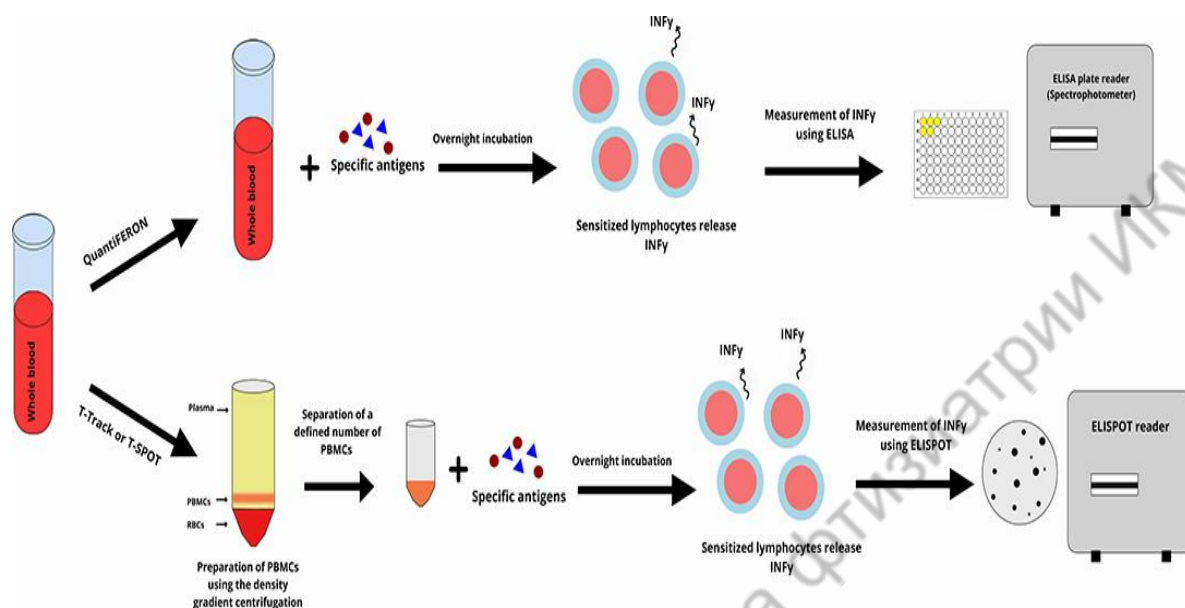 Whole blood
QuantiFERON
T-Track or T-SPOT
Whole blood
+
Specific antigens
Overnight incubation
INFγ
INFγ
Sensitized lymphocytes release
INFγ
Measurement of INFγ
using ELISA
ELISA plate reader
(Spectrophotometer)
Plasma
PBMCs
RBCs
Preparation of PBMCs
using the density
gradient centrifugation
Separation of a
defined number of
PBMCs
+
Specific antigens
Overnight incubation
INFγ
INFγ
Sensitized lymphocytes release
INFγ
Measurement of INFγ
using ELISPOT
ELISPOT reader
фтизиатрии